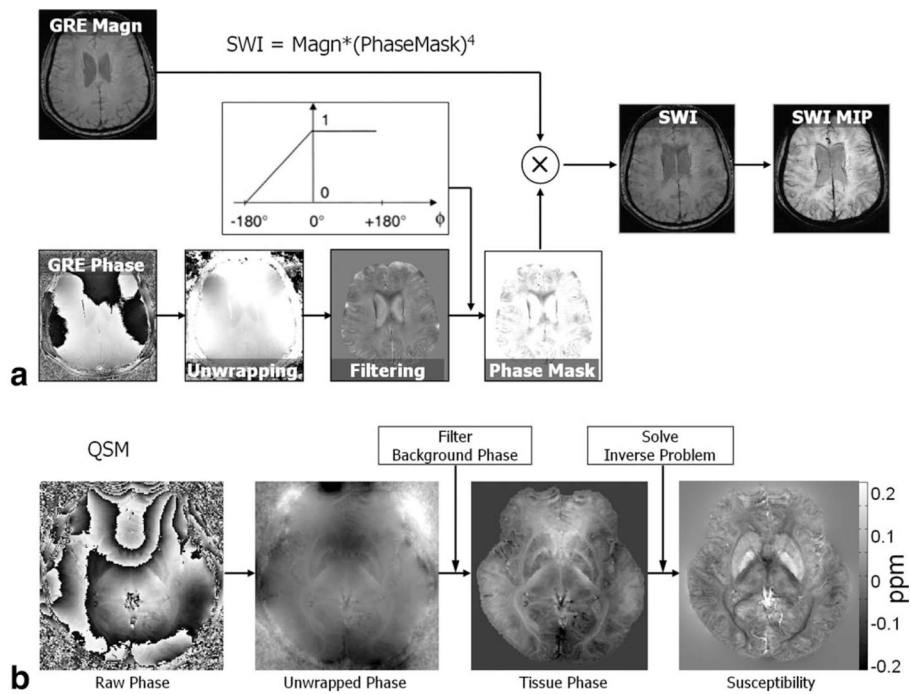 GRE Magn
SWI = Magn*(PhaseMask)⁴
1
0
-180° 0° +180° ϕ
SWI
SWI MIP
GRE Phase
Unwrapping
Filtering
Phase Mask
a
QSM
Filter
Background Phase
Solve
Inverse Problem
0.2
0.1
0
-0.1
-0.2
ppm
Raw Phase
Unwrapped Phase
Tissue Phase
Susceptibility
b